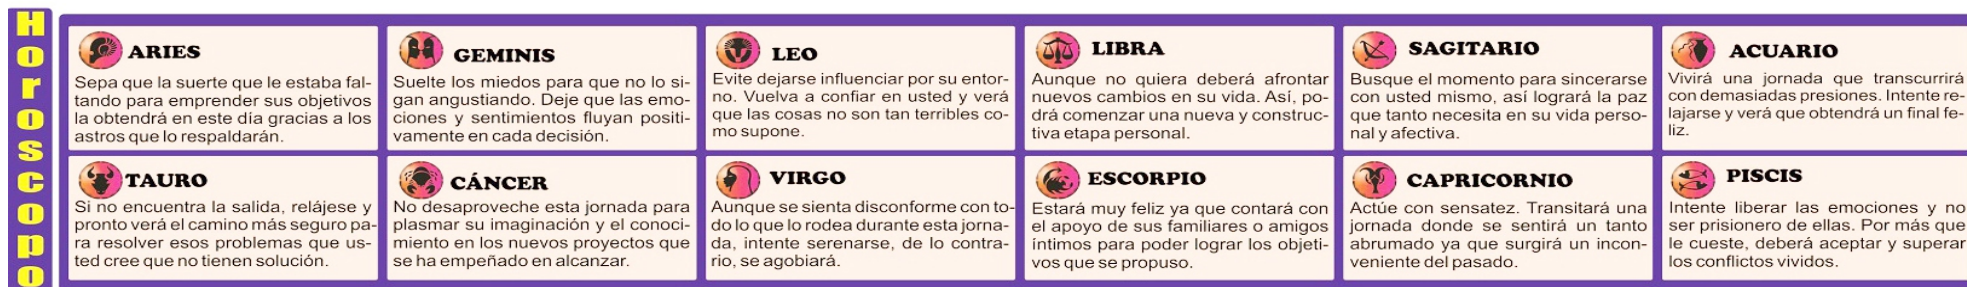 Horoscopo
ARIES
Sepa que la suerte que le estaba fal-
tando para emprender sus objetivos
la obtendrá en este día gracias a los
astros que lo respaldarán.
TAURO
Si no encuentra la salida, relájese y
pronto verá el camino más seguro pa-
ra resolver esos problemas que us-
ted cree que no tienen solución.
GEMINIS
Suelte los miedos para que no lo si-
gan angustiando. Deje que las emo-
ciones y sentimientos fluyan positi-
vamente en cada decisión.
CÁNCER
No desaproveche esta jornada para
plasmar su imaginación y el conoci-
miento en los nuevos proyectos que
se ha empeñado en alcanzar.
LEO
Evite dejarse influenciar por su entor-
no. Vuelva a confiar en usted y verá
que las cosas no son tan terribles co-
mo supone.
VIRGO
Aunque se sienta disconforme con to-
do lo que lo rodea durante esta jorna-
da, intente serenarse, de lo contra-
rio, se agobiará.
LIBRA
Aunque no quiera deberá afrontar
nuevos cambios en su vida. Así, po-
drá comenzar una nueva y construc-
tiva etapa personal.
ESCORPIO
Estará muy feliz ya que contará con
el apoyo de sus familiares o amigos
íntimos para poder lograr los objeti-
vos que se propuso.
SAGITARIO
Busque el momento para sincerarse
con usted mismo, así logrará la paz
que tanto necesita en su vida perso-
nal y afectiva.
CAPRICORNIO
Actúe con sensatez. Transitará una
jornada donde se sentirá un tanto
abrumado ya que surgirá un incon-
veniente del pasado.
ACUARIO
Vivirá una jornada que transcurrirá
con demasiadas presiones. Intente re-
lajarse y verá que obtendrá un final fe-
liz.
PISCIS
Intente liberar las emociones y no
ser prisionero de ellas. Por más que
le cueste, deberá aceptar y superar
los conflictos vividos.